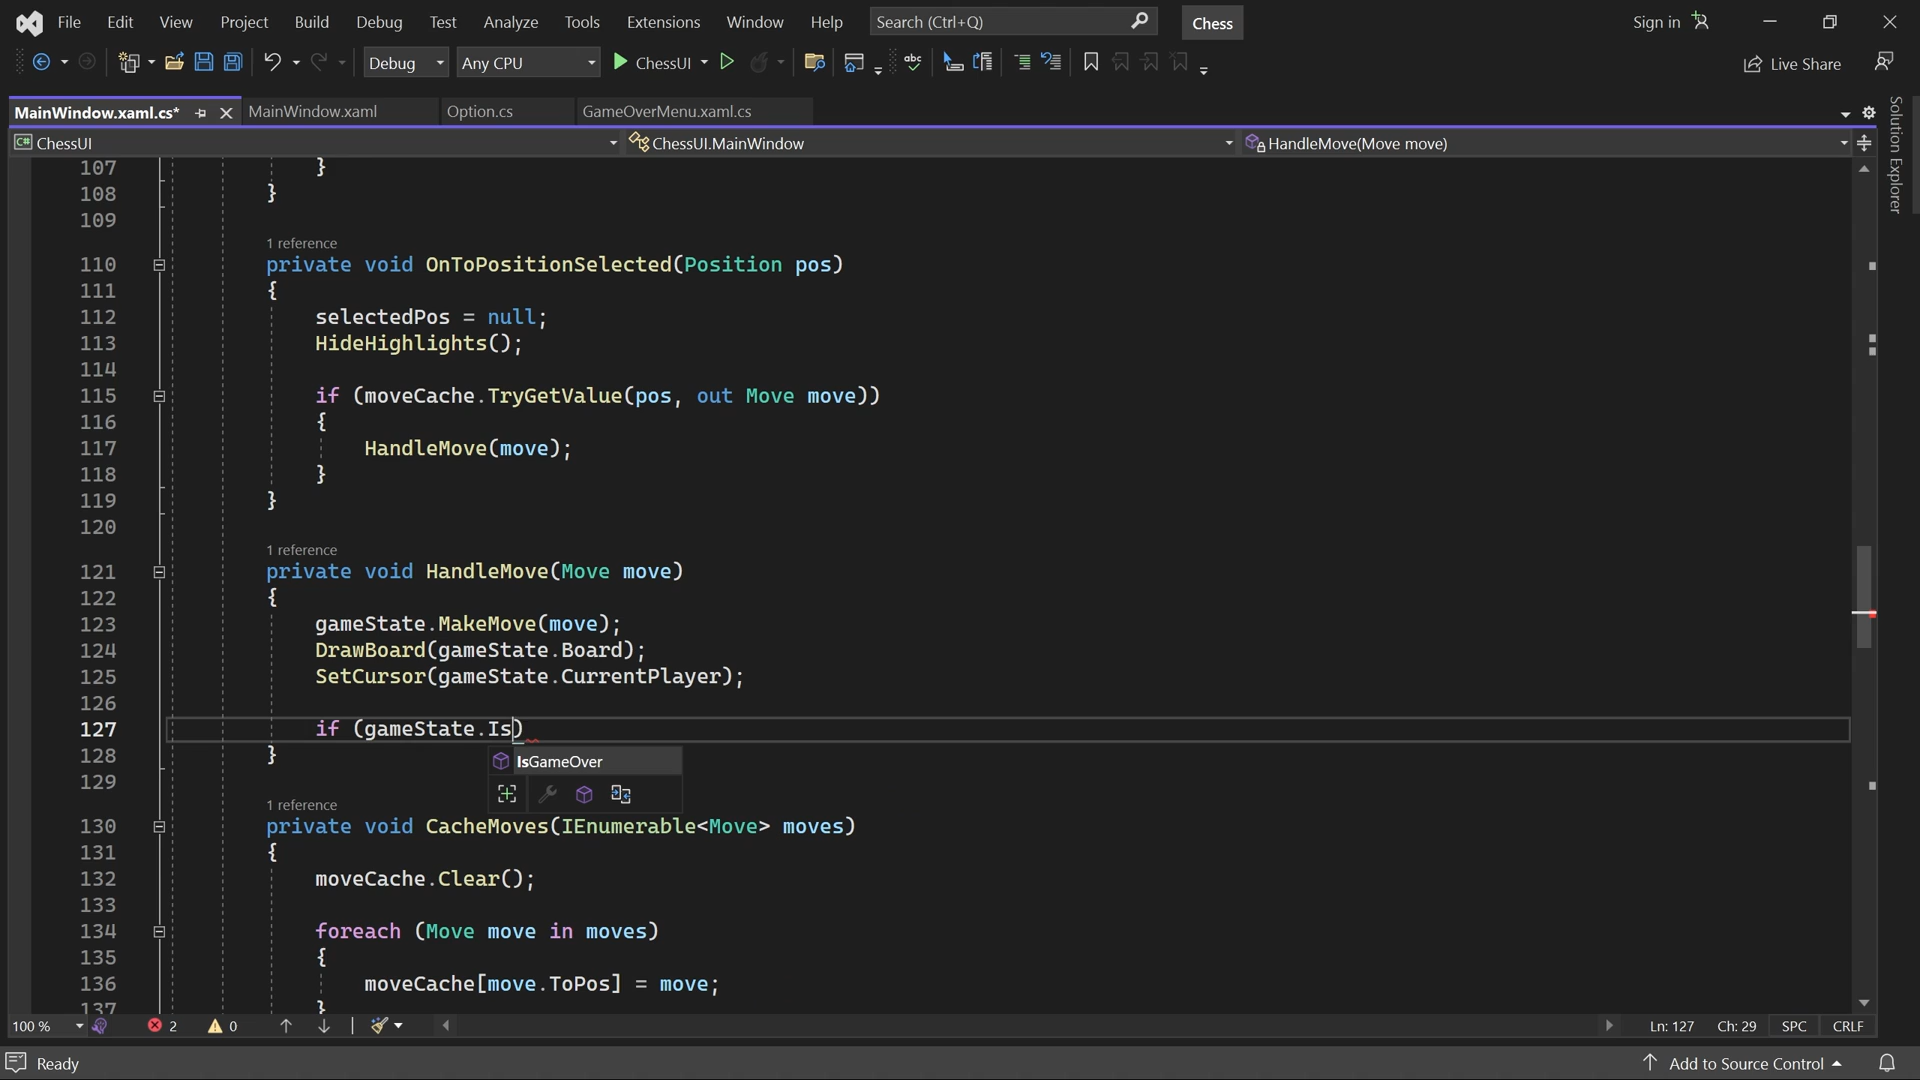 File Edit View Project Build Debug Test Analyze Tools Extensions Window Help Search (Ctrl+Q) Chess Sign in
Debug Any CPU ChessUI abc Live Share
MainWindow.xaml.cs* MainWindow.xaml Option.cs GameOverMenu.xaml.cs
C# ChessUI ChessUI.MainWindow HandleMove(Move move)
Solution Explorer
107 }
108 }
109
1 reference
110 private void OnToPositionSelected(Position pos)
111 {
112 selectedPos = null;
113 HideHighlights();
114
115 if (moveCache.TryGetValue(pos, out Move move))
116 {
117 HandleMove(move);
118 }
119 }
120
1 reference
121 private void HandleMove(Move move)
122 {
123 gameState.MakeMove(move);
124 DrawBoard(gameState.Board);
125 SetCursor(gameState.CurrentPlayer);
126
127 if (gameState.Is)
128 }
IsGameOver
129
1 reference
130 private void CacheMoves(IEnumerable<Move> moves)
131 {
132 moveCache.Clear();
133
134 foreach (Move move in moves)
135 {
136 moveCache[move.ToPos] = move;
137 }
100 % 2 0 Ln: 127 Ch: 29 SPC CRLF
Ready Add to Source Control